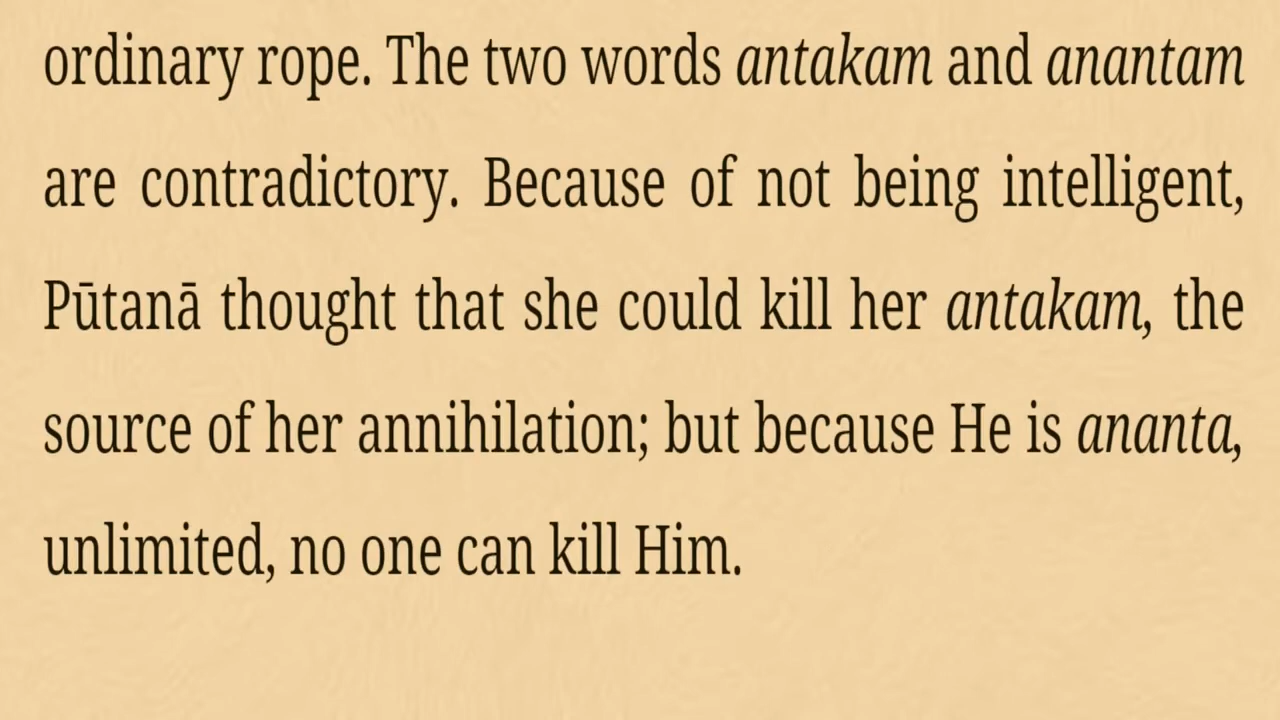 ordinary rope. The two words antakam and anantam
are contradictory. Because of not being intelligent,
Pūtanā thought that she could kill her antakam, the
source of her annihilation; but because He is ananta,
unlimited, no one can kill Him.